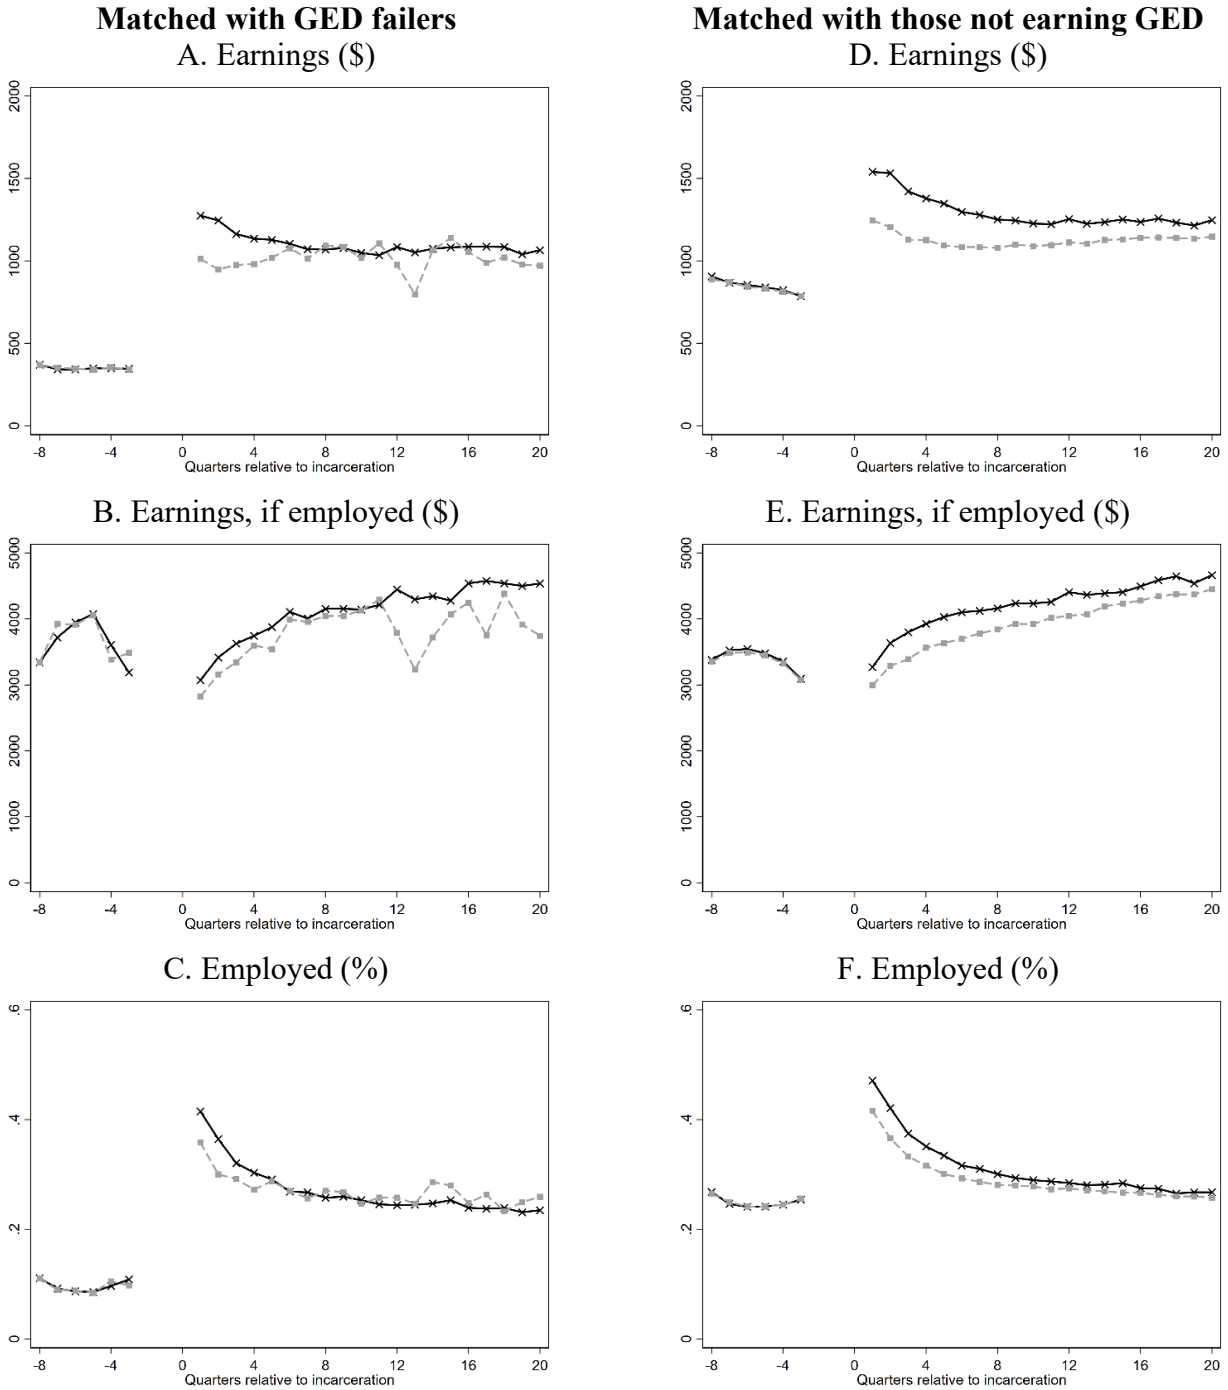 Matched with GED failers
A. Earnings ($)
2000
1500
1000
500
0
-8 -4 0 4 8 12 16 20
Quarters relative to incarceration
B. Earnings, if employed ($)
5000
4000
3000
2000
1000
0
-8 -4 0 4 8 12 16 20
Quarters relative to incarceration
C. Employed (%)
.6
.4
.2
0
-8 -4 0 4 8 12 16 20
Quarters relative to incarceration
Matched with those not earning GED
D. Earnings ($)
2000
1500
1000
500
0
-8 -4 0 4 8 12 16 20
Quarters relative to incarceration
E. Earnings, if employed ($)
5000
4000
3000
2000
1000
0
-8 -4 0 4 8 12 16 20
Quarters relative to incarceration
F. Employed (%)
.6
.4
.2
0
-8 -4 0 4 8 12 16 20
Quarters relative to incarceration